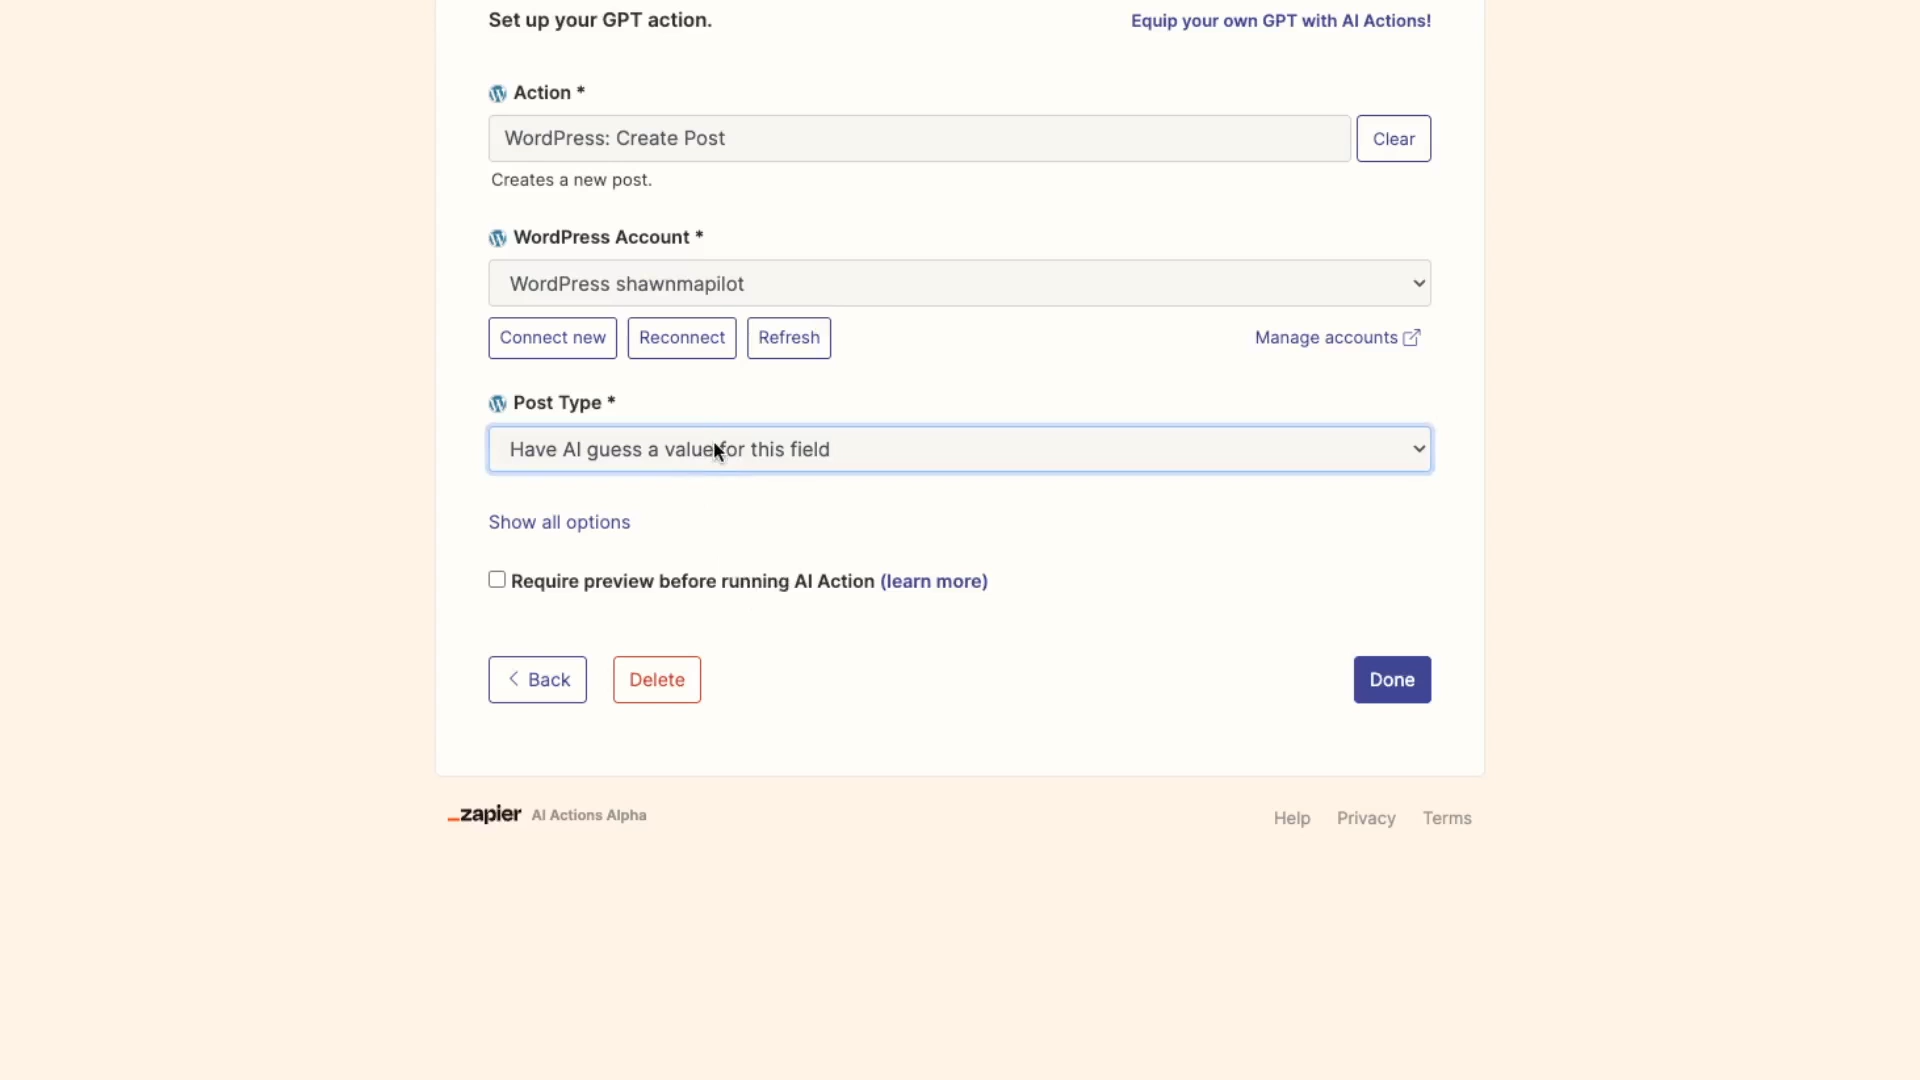 Set up your GPT action.
Equip your own GPT with AI Actions!
Action *
WordPress: Create Post
Clear
Creates a new post.
WordPress Account *
WordPress shawnmapilot
Connect new
Reconnect
Refresh
Manage accounts
Post Type *
Have AI guess a value for this field
Show all options
Require preview before running AI Action (learn more)
Back
Delete
Done
_zapier AI Actions Alpha
Help
Privacy
Terms